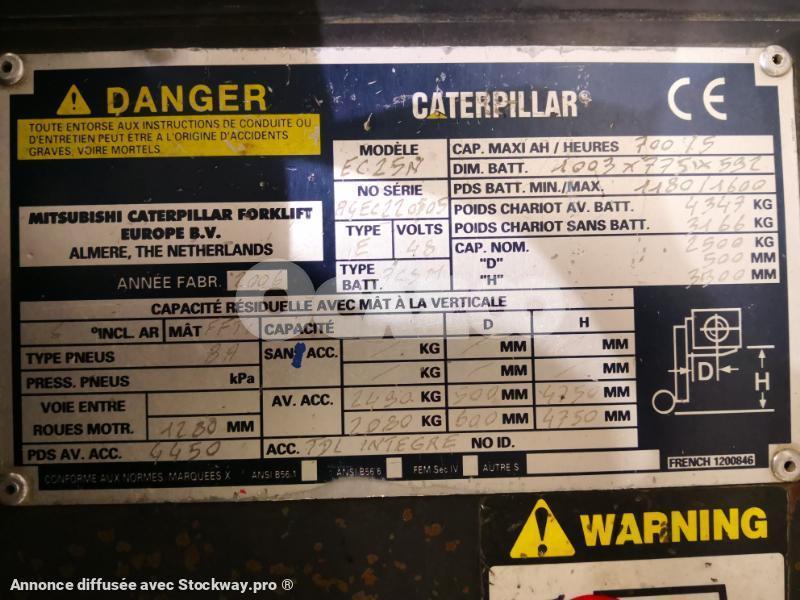 DANGER
TOUTE ENTORSE AUX INSTRUCTIONS DE CONDUITE OU
D'ENTRETIEN PEUT ÊTRE A L'ORIGINE D'ACCIDENTS
GRAVES, VOIRE MORTELS.
CATERPILLAR® CE
MITSUBISHI CATERPILLAR FORKLIFT
EUROPE B.V.
ALMERE, THE NETHERLANDS
ANNÉE FABR. 2006
MODÈLE
EC25N
NO SÉRIE
TYPE VOLTS
E 48
TYPE
BATT.
CAP. MAXI AH / HEURES 700 5
DIM. BATT. 1003 x 775 x 592
PDS BATT. MIN./MAX. 1180/1600
POIDS CHARIOT AV. BATT. 4347 KG
POIDS CHARIOT SANS BATT. 3166 KG
CAP. NOM. 2500 KG
"D" 500 MM
"H" 3300 MM
CAPACITÉ RÉSIDUELLE AVEC MÂT À LA VERTICALE
°INCL. AR MÂT CAPACITÉ D H
TYPE PNEUS SANS ACC. KG MM MM
PRESS. PNEUS kPa KG MM MM
VOIE ENTRE AV. ACC. 2490 KG 500 MM 4750 MM
ROUES MOTR. 1280 MM 2080 KG 600 MM 4750 MM
PDS AV. ACC. 4450 ACC. TDL INTEGRE NO ID.
CONFORME AUX NORMES MARQUEES X ANSI B56.1 ANSI B56.6 FEM Sec IV AUTRES
D H
FRENCH 1200846
WARNING
Annonce diffusée avec Stockway.pro ®